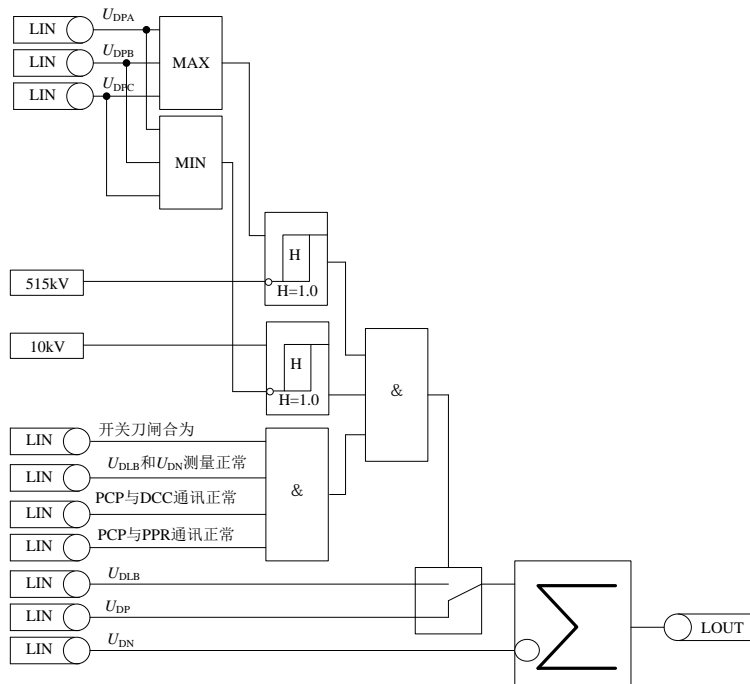 LIN U_DPA
LIN U_DPB
LIN U_DPC
MAX
MIN
H
H=1.0
515kV
10kV
H
H=1.0
&
LIN 开关刀闸合为
LIN U_DLB和U_DN测量正常
LIN PCP与DCC通讯正常
LIN PCP与PPR通讯正常
&
LIN U_DLB
LIN U_DP
LIN U_DN
Σ
LOUT